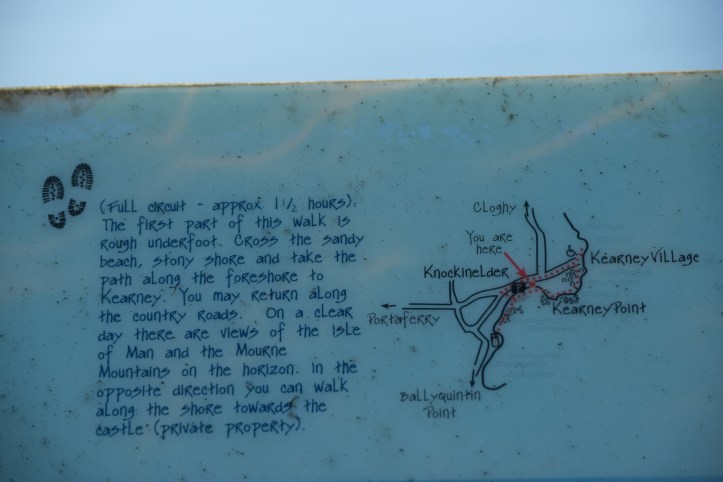 (Full circuit - approx 1 1/2 hours).
The first part of this walk is
rough underfoot. Cross the sandy
beach, stony shore and take the
path along the foreshore to
Kearney. You may return along
the country roads. On a clear
day there are views of the Isle
of Man and the Mourne
Mountains on the horizon. In the
opposite direction you can walk
along the shore towards the
castle (private property).
Cloghy
You are
here
Kearney Village
Knockinelder
Kearney Point
Portaferry
Ballyquintin
Point